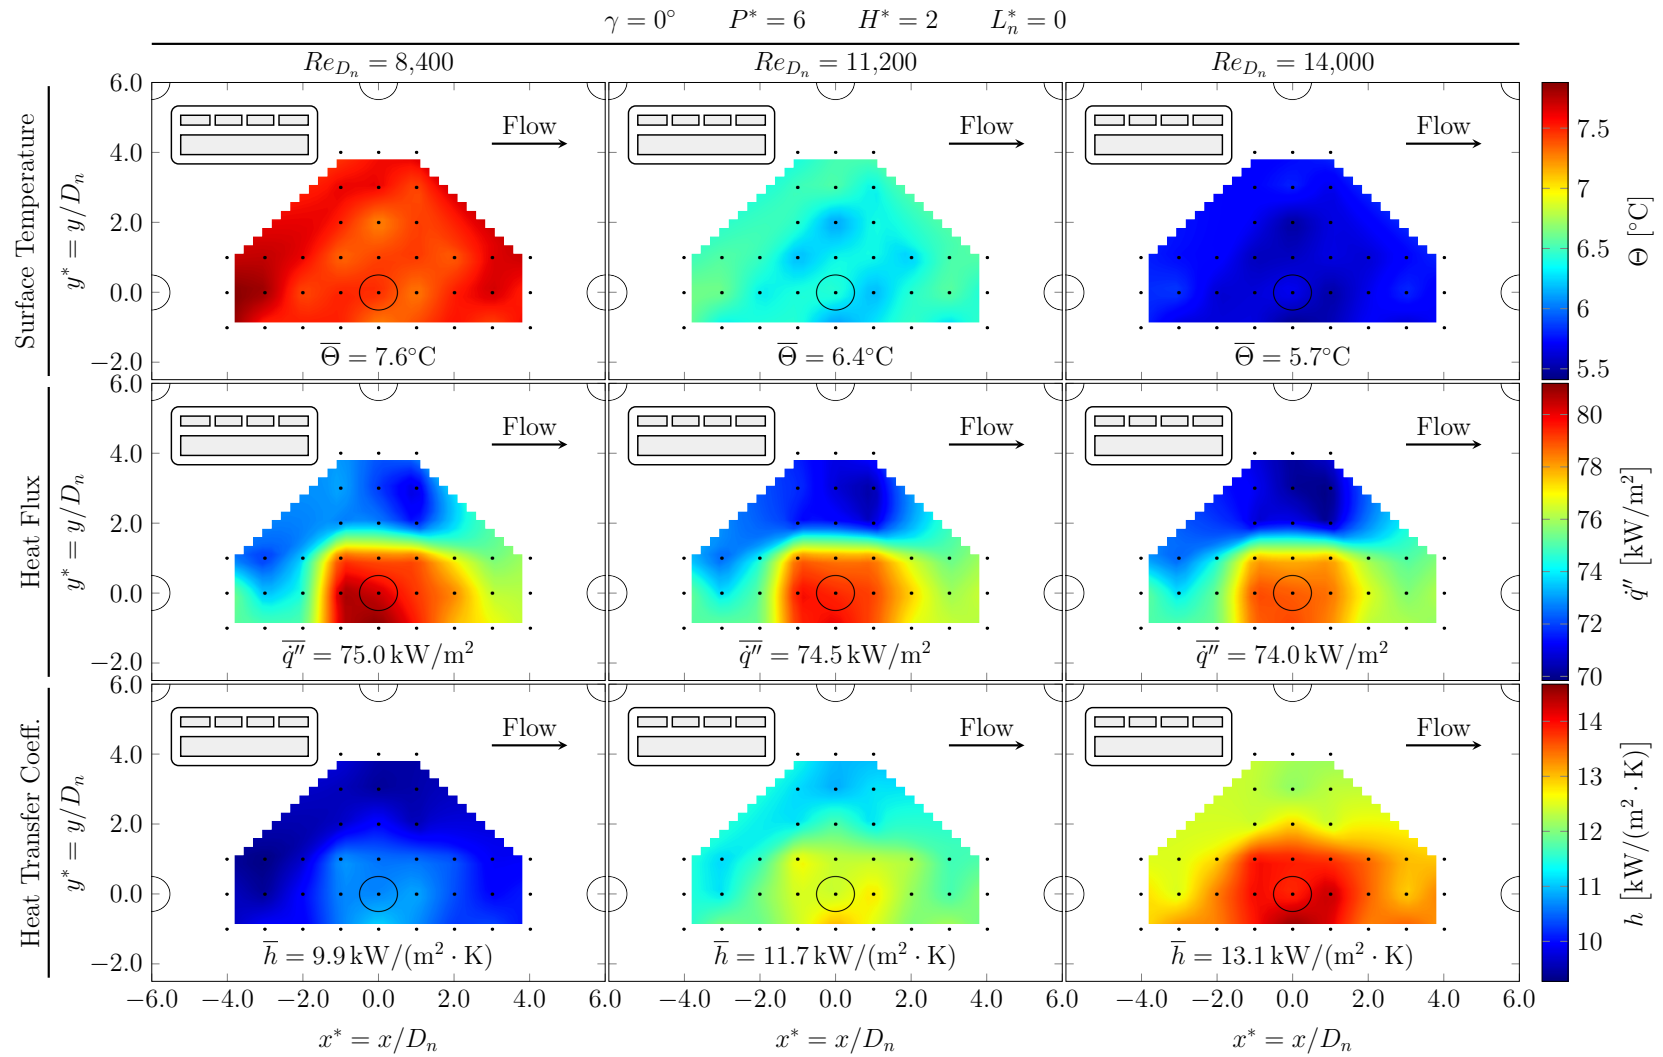 γ = 0° P* = 6 H* = 2 L*ₙ = 0
Re_Dₙ = 8,400 Re_Dₙ = 11,200 Re_Dₙ = 14,000
Surface Temperature
y* = y/Dₙ
6.0
4.0
2.0
0.0
−2.0
Flow
Θ̅ = 7.6°C
Flow
Θ̅ = 6.4°C
Flow
Θ̅ = 5.7°C
7.5
7
6.5
6
5.5
Θ [°C]
Heat Flux
y* = y/Dₙ
6.0
4.0
2.0
0.0
−2.0
Flow
q̇″ = 75.0 kW/m²
Flow
q̇″ = 74.5 kW/m²
Flow
q̇″ = 74.0 kW/m²
80
78
76
74
72
70
q̇″ [kW/m²]
Heat Transfer Coeff.
y* = y/Dₙ
6.0
4.0
2.0
0.0
−2.0
Flow
h̅ = 9.9 kW/(m² · K)
Flow
h̅ = 11.7 kW/(m² · K)
Flow
h̅ = 13.1 kW/(m² · K)
14
13
12
11
10
h [kW/(m² · K)]
−6.0 −4.0 −2.0 0.0 2.0 4.0 6.0 −4.0 −2.0 0.0 2.0 4.0 6.0 −4.0 −2.0 0.0 2.0 4.0 6.0
x* = x/Dₙ x* = x/Dₙ x* = x/Dₙ